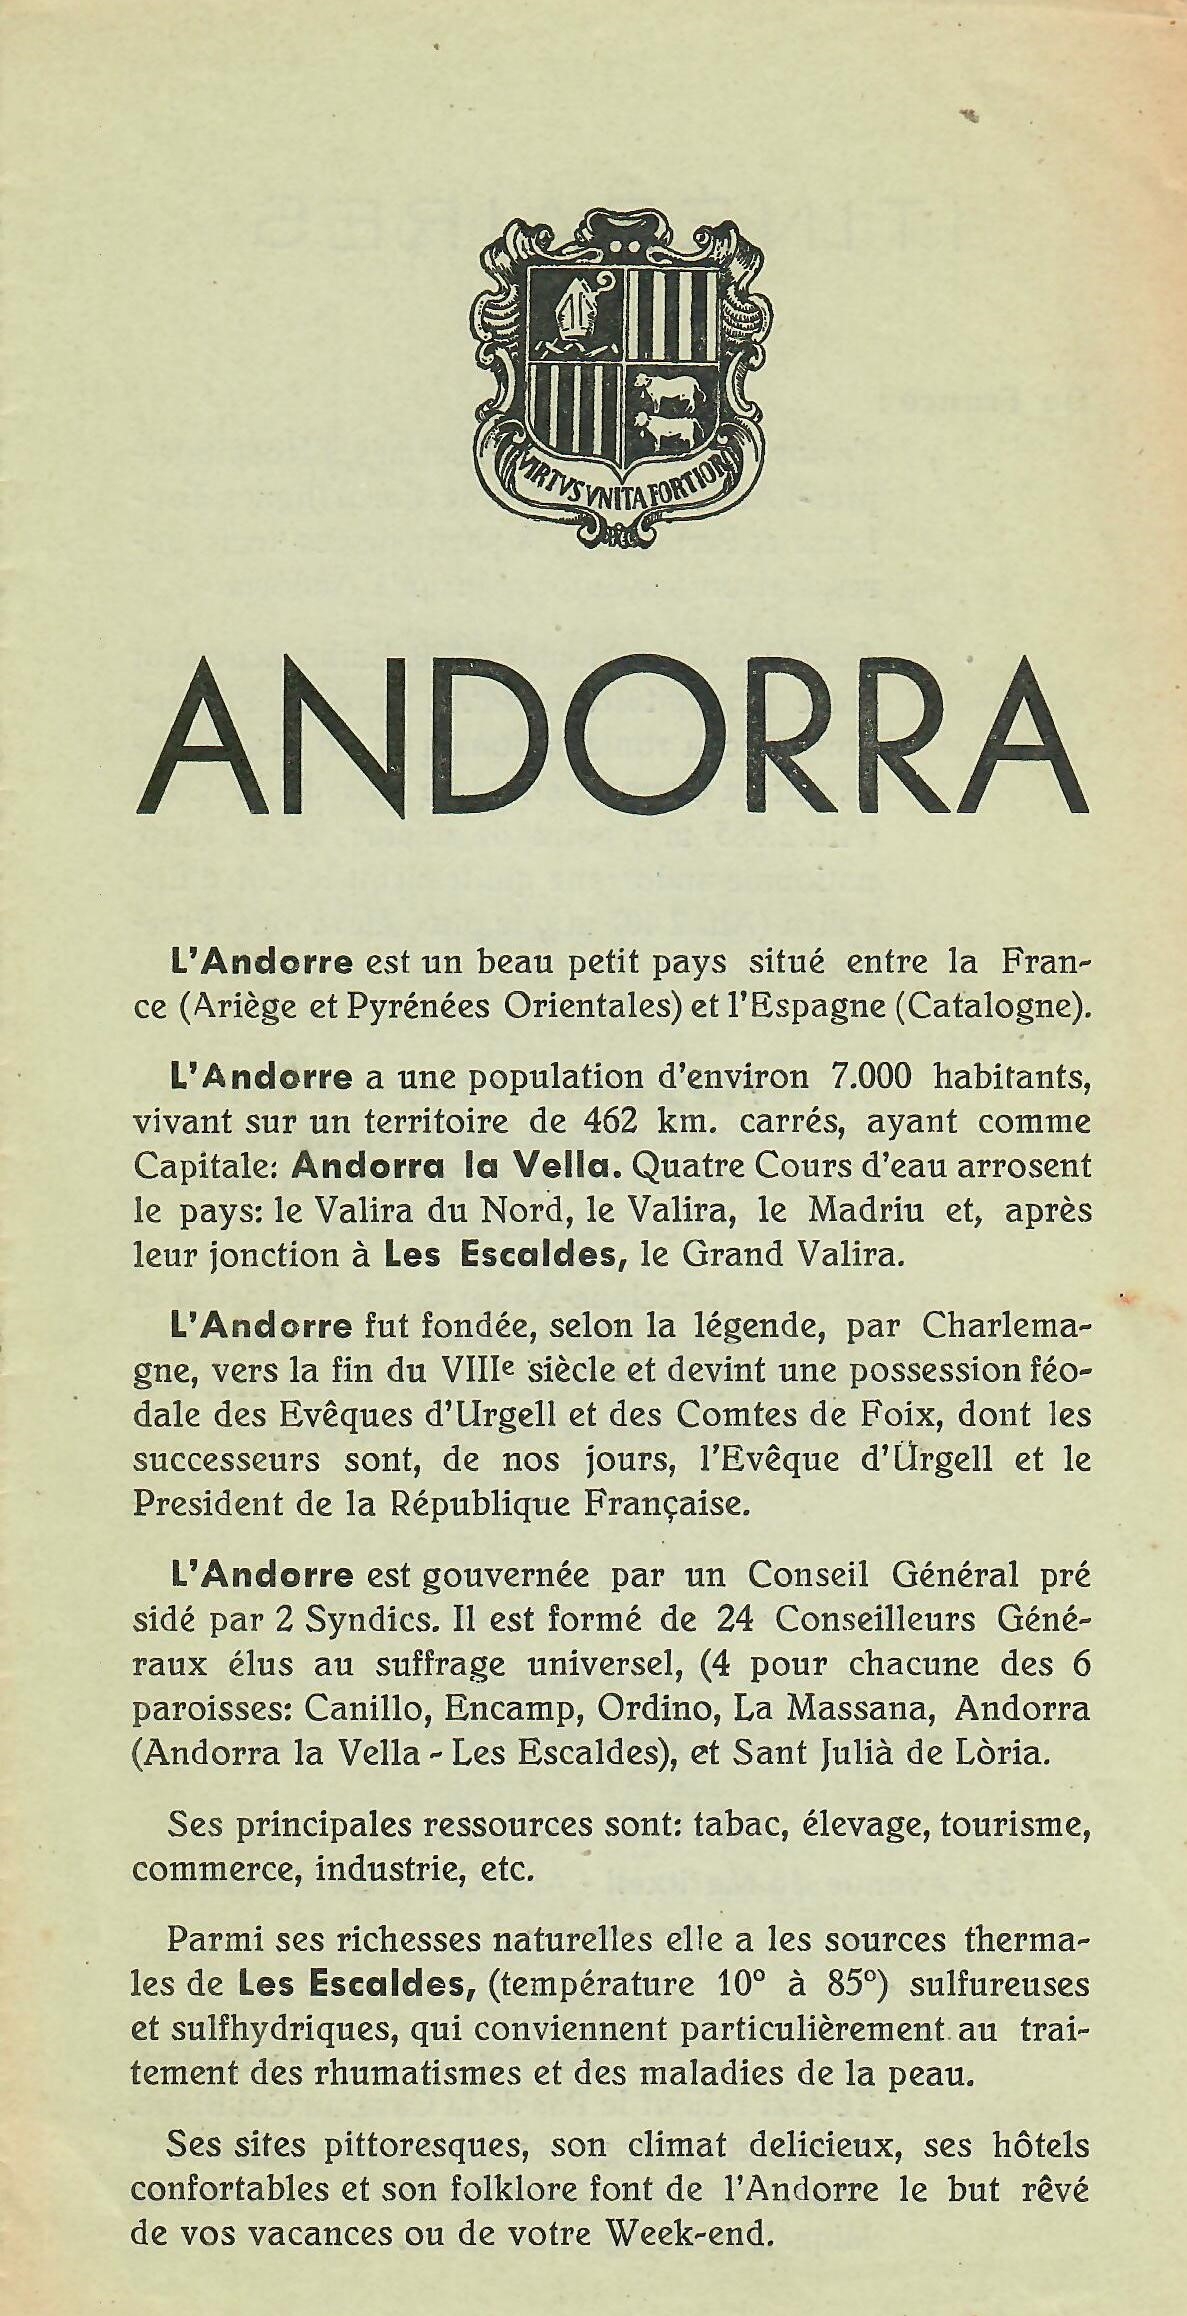 VIRTVS VNITA FORTIOR
ANDORRA
L'Andorre est un beau petit pays situé entre la Fran-
ce (Ariège et Pyrénées Orientales) et l'Espagne (Catalogne).
L'Andorre a une population d'environ 7.000 habitants,
vivant sur un territoire de 462 km. carrés, ayant comme
Capitale: Andorra la Vella. Quatre Cours d'eau arrosent
le pays: le Valira du Nord, le Valira, le Madriu et, après
leur jonction à Les Escaldes, le Grand Valira.
L'Andorre fut fondée, selon la légende, par Charlema-
gne, vers la fin du VIIIe siècle et devint une possession féo-
dale des Evêques d'Urgell et des Comtes de Foix, dont les
successeurs sont, de nos jours, l'Evêque d'Urgell et le
President de la République Française.
L'Andorre est gouvernée par un Conseil Général pré
sidé par 2 Syndics. Il est formé de 24 Conseilleurs Géné-
raux élus au suffrage universel, (4 pour chacune des 6
paroisses: Canillo, Encamp, Ordino, La Massana, Andorra
(Andorra la Vella - Les Escaldes), et Sant Julià de Lòria.
Ses principales ressources sont: tabac, élevage, tourisme,
commerce, industrie, etc.
Parmi ses richesses naturelles elle a les sources therma-
les de Les Escaldes, (température 10º à 85º) sulfureuses
et sulfhydriques, qui conviennent particulièrement au trai-
tement des rhumatismes et des maladies de la peau.
Ses sites pittoresques, son climat delicieux, ses hôtels
confortables et son folklore font de l'Andorre le but rêvé
de vos vacances ou de votre Week-end.